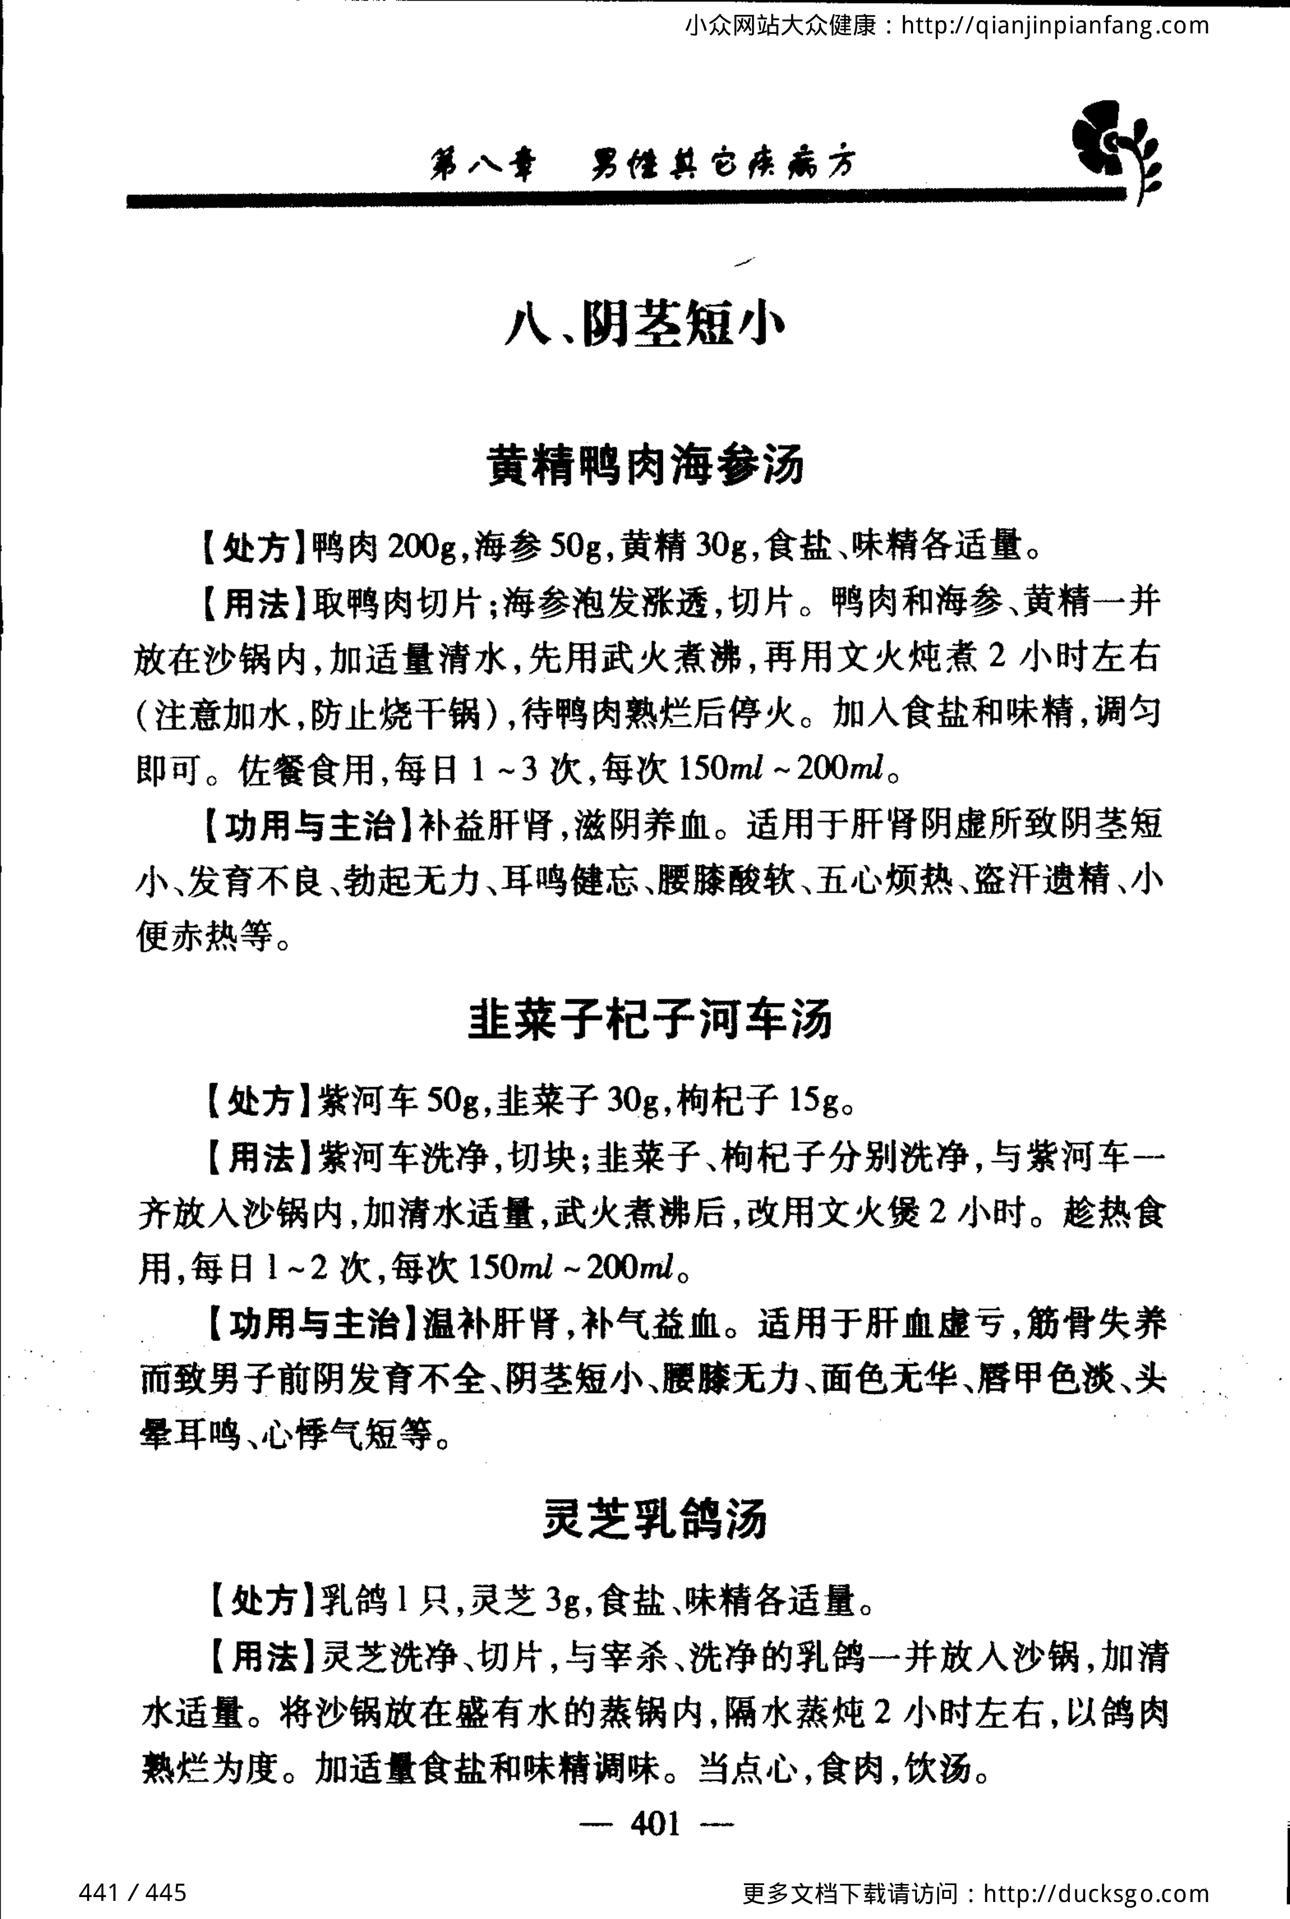 小众网站大众健康：http://qianjinpianfang.com
第八章 男性其它疾病方
八、阴茎短小
黄精鸭肉海参汤
【处方】鸭肉 200g,海参 50g,黄精 30g,食盐、味精各适量。
【用法】取鸭肉切片;海参泡发涨透,切片。鸭肉和海参、黄精一并
放在沙锅内,加适量清水,先用武火煮沸,再用文火炖煮 2 小时左右
(注意加水,防止烧干锅),待鸭肉熟烂后停火。加入食盐和味精,调匀
即可。佐餐食用,每日 1～3 次,每次 150ml～200ml。
【功用与主治】补益肝肾,滋阴养血。适用于肝肾阴虚所致阴茎短
小、发育不良、勃起无力、耳鸣健忘、腰膝酸软、五心烦热、盗汗遗精、小
便赤热等。
韭菜子杞子河车汤
【处方】紫河车 50g,韭菜子 30g,枸杞子 15g。
【用法】紫河车洗净,切块;韭菜子、枸杞子分别洗净,与紫河车一
齐放入沙锅内,加清水适量,武火煮沸后,改用文火煲 2 小时。趁热食
用,每日 1～2 次,每次 150ml～200ml。
【功用与主治】温补肝肾,补气益血。适用于肝血虚亏,筋骨失养
而致男子前阴发育不全、阴茎短小、腰膝无力、面色无华、唇甲色淡、头
晕耳鸣、心悸气短等。
灵芝乳鸽汤
【处方】乳鸽 1 只,灵芝 3g,食盐、味精各适量。
【用法】灵芝洗净、切片,与宰杀、洗净的乳鸽一并放入沙锅,加清
水适量。将沙锅放在盛有水的蒸锅内,隔水蒸炖 2 小时左右,以鸽肉
熟烂为度。加适量食盐和味精调味。当点心,食肉,饮汤。
— 401 —
441 / 445
更多文档下载请访问：http://ducksgo.com